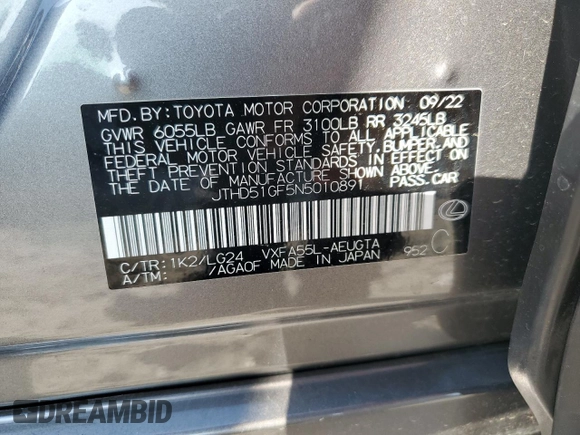 MFD.BY:TOYOTA MOTOR CORPORATION 09/22
GVWR 6055LB GAWR FR 3100LB RR 3245LB
THIS VEHICLE CONFORMS TO ALL APPLICABLE
FEDERAL MOTOR VEHICLE SAFETY,BUMPER,AND
THEFT PREVENTION STANDARDS IN EFFECT ON
THE DATE OF MANUFACTURE SHOWN ABOVE.
JTHD51GF5N5010891 PASS.CAR
C/TR:1K2/LG24 VXFA55L-AEUGTA
A/TM: /AGA0F MADE IN JAPAN 952 C
DREAMBID